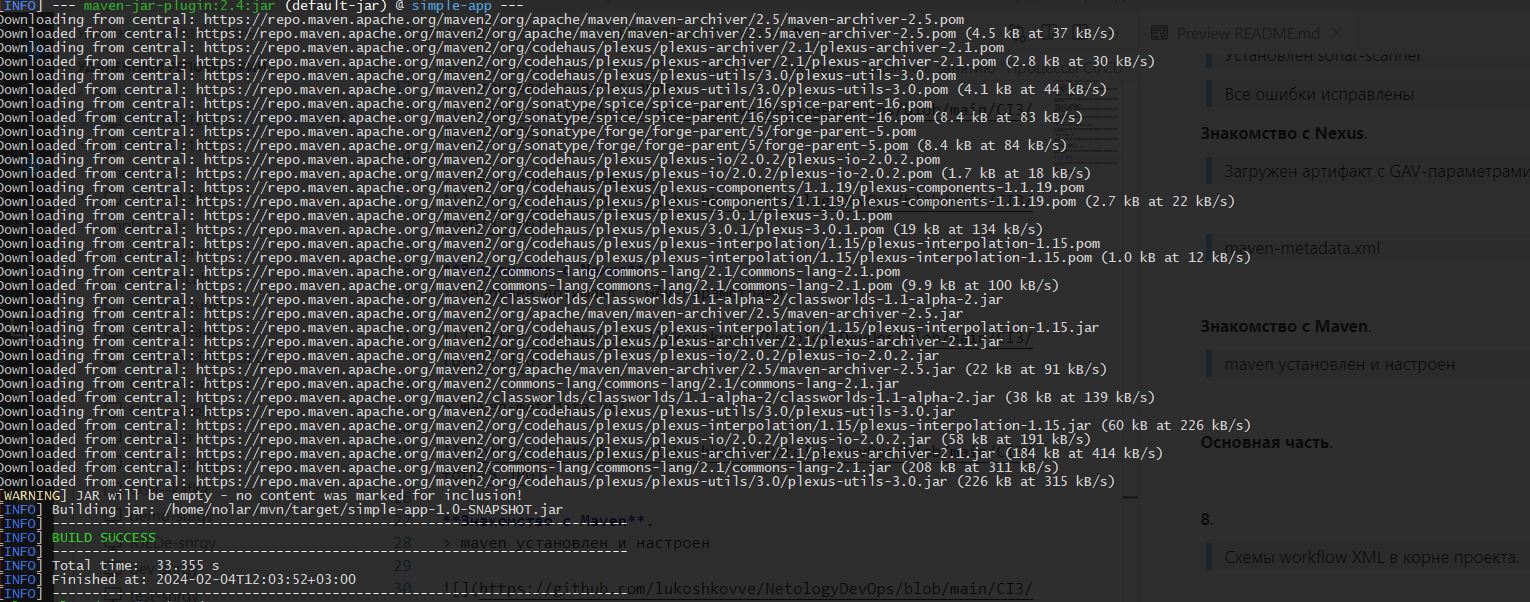 [INFO] --- maven-jar-plugin:2.4:jar (default-jar) @ simple-app ---
Downloading from central: https://repo.maven.apache.org/maven2/org/apache/maven/maven-archiver/2.5/maven-archiver-2.5.pom
Downloaded from central: https://repo.maven.apache.org/maven2/org/apache/maven/maven-archiver/2.5/maven-archiver-2.5.pom (4.5 kB at 37 kB/s)
Downloading from central: https://repo.maven.apache.org/maven2/org/codehaus/plexus/plexus-archiver/2.1/plexus-archiver-2.1.pom
Downloaded from central: https://repo.maven.apache.org/maven2/org/codehaus/plexus/plexus-archiver/2.1/plexus-archiver-2.1.pom (2.8 kB at 30 kB/s)
Downloading from central: https://repo.maven.apache.org/maven2/org/codehaus/plexus/plexus-utils/3.0/plexus-utils-3.0.pom
Downloaded from central: https://repo.maven.apache.org/maven2/org/codehaus/plexus/plexus-utils/3.0/plexus-utils-3.0.pom (4.1 kB at 44 kB/s)
Downloading from central: https://repo.maven.apache.org/maven2/org/sonatype/spice/spice-parent/16/spice-parent-16.pom
Downloaded from central: https://repo.maven.apache.org/maven2/org/sonatype/spice/spice-parent/16/spice-parent-16.pom (8.4 kB at 83 kB/s)
Downloading from central: https://repo.maven.apache.org/maven2/org/sonatype/forge/forge-parent/5/forge-parent-5.pom
Downloaded from central: https://repo.maven.apache.org/maven2/org/sonatype/forge/forge-parent/5/forge-parent-5.pom (8.4 kB at 84 kB/s)
Downloading from central: https://repo.maven.apache.org/maven2/org/codehaus/plexus/plexus-io/2.0.2/plexus-io-2.0.2.pom
Downloaded from central: https://repo.maven.apache.org/maven2/org/codehaus/plexus/plexus-io/2.0.2/plexus-io-2.0.2.pom (1.7 kB at 18 kB/s)
Downloading from central: https://repo.maven.apache.org/maven2/org/codehaus/plexus/plexus-components/1.1.19/plexus-components-1.1.19.pom
Downloaded from central: https://repo.maven.apache.org/maven2/org/codehaus/plexus/plexus-components/1.1.19/plexus-components-1.1.19.pom (2.7 kB at 22 kB/s)
Downloading from central: https://repo.maven.apache.org/maven2/org/codehaus/plexus/plexus/3.0.1/plexus-3.0.1.pom
Downloaded from central: https://repo.maven.apache.org/maven2/org/codehaus/plexus/plexus/3.0.1/plexus-3.0.1.pom (19 kB at 134 kB/s)
Downloading from central: https://repo.maven.apache.org/maven2/org/codehaus/plexus/plexus-interpolation/1.15/plexus-interpolation-1.15.pom
Downloaded from central: https://repo.maven.apache.org/maven2/org/codehaus/plexus/plexus-interpolation/1.15/plexus-interpolation-1.15.pom (1.0 kB at 12 kB/s)
Downloading from central: https://repo.maven.apache.org/maven2/commons-lang/commons-lang/2.1/commons-lang-2.1.pom
Downloaded from central: https://repo.maven.apache.org/maven2/commons-lang/commons-lang/2.1/commons-lang-2.1.pom (9.9 kB at 100 kB/s)
Downloading from central: https://repo.maven.apache.org/maven2/classworlds/classworlds/1.1-alpha-2/classworlds-1.1-alpha-2.jar
Downloading from central: https://repo.maven.apache.org/maven2/org/apache/maven/maven-archiver/2.5/maven-archiver-2.5.jar
Downloading from central: https://repo.maven.apache.org/maven2/org/codehaus/plexus/plexus-interpolation/1.15/plexus-interpolation-1.15.jar
Downloading from central: https://repo.maven.apache.org/maven2/org/codehaus/plexus/plexus-archiver/2.1/plexus-archiver-2.1.jar
Downloading from central: https://repo.maven.apache.org/maven2/org/codehaus/plexus/plexus-io/2.0.2/plexus-io-2.0.2.jar
Downloaded from central: https://repo.maven.apache.org/maven2/org/apache/maven/maven-archiver/2.5/maven-archiver-2.5.jar (22 kB at 91 kB/s)
Downloading from central: https://repo.maven.apache.org/maven2/commons-lang/commons-lang/2.1/commons-lang-2.1.jar
Downloaded from central: https://repo.maven.apache.org/maven2/classworlds/classworlds/1.1-alpha-2/classworlds-1.1-alpha-2.jar (38 kB at 139 kB/s)
Downloading from central: https://repo.maven.apache.org/maven2/org/codehaus/plexus/plexus-utils/3.0/plexus-utils-3.0.jar
Downloaded from central: https://repo.maven.apache.org/maven2/org/codehaus/plexus/plexus-interpolation/1.15/plexus-interpolation-1.15.jar (60 kB at 226 kB/s)
Downloaded from central: https://repo.maven.apache.org/maven2/org/codehaus/plexus/plexus-io/2.0.2/plexus-io-2.0.2.jar (58 kB at 191 kB/s)
Downloaded from central: https://repo.maven.apache.org/maven2/org/codehaus/plexus/plexus-archiver/2.1/plexus-archiver-2.1.jar (184 kB at 414 kB/s)
Downloaded from central: https://repo.maven.apache.org/maven2/commons-lang/commons-lang/2.1/commons-lang-2.1.jar (208 kB at 311 kB/s)
Downloaded from central: https://repo.maven.apache.org/maven2/org/codehaus/plexus/plexus-utils/3.0/plexus-utils-3.0.jar (226 kB at 315 kB/s)
[WARNING] JAR will be empty - no content was marked for inclusion!
[INFO] Building jar: /home/nolar/mvn/target/simple-app-1.0-SNAPSHOT.jar
[INFO] ------------------------------------------------------------------------
[INFO] BUILD SUCCESS
[INFO] ------------------------------------------------------------------------
[INFO] Total time:  33.355 s
[INFO] Finished at: 2024-02-04T12:03:52+03:00
[INFO] ------------------------------------------------------------------------
**Знакомство с Maven**.
28 > maven установлен и настроен
29
30 ![](https://github.com/lukoshkovve/NetologyDevOps/blob/main/CI3/
Preview README.md
Установлен sonar-scanner
Все ошибки исправлены
Знакомство с Nexus.
Загружен артифакт с GAV-параметрами
maven-metadata.xml
Знакомство с Maven.
maven установлен и настроен
Основная часть.
8.
Схемы workflow XML в корне проекта.